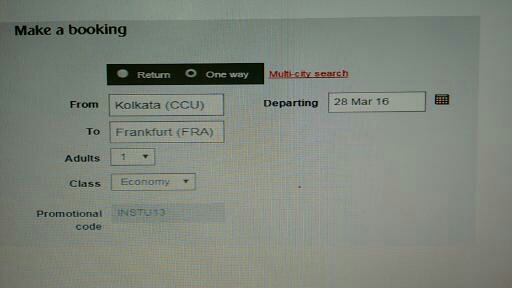 Make a booking
Return One way Multi-city search
From Kolkata (CCU) Departing 28 Mar 16
To Frankfurt (FRA)
Adults 1
Class Economy
Promotional code INSTU13